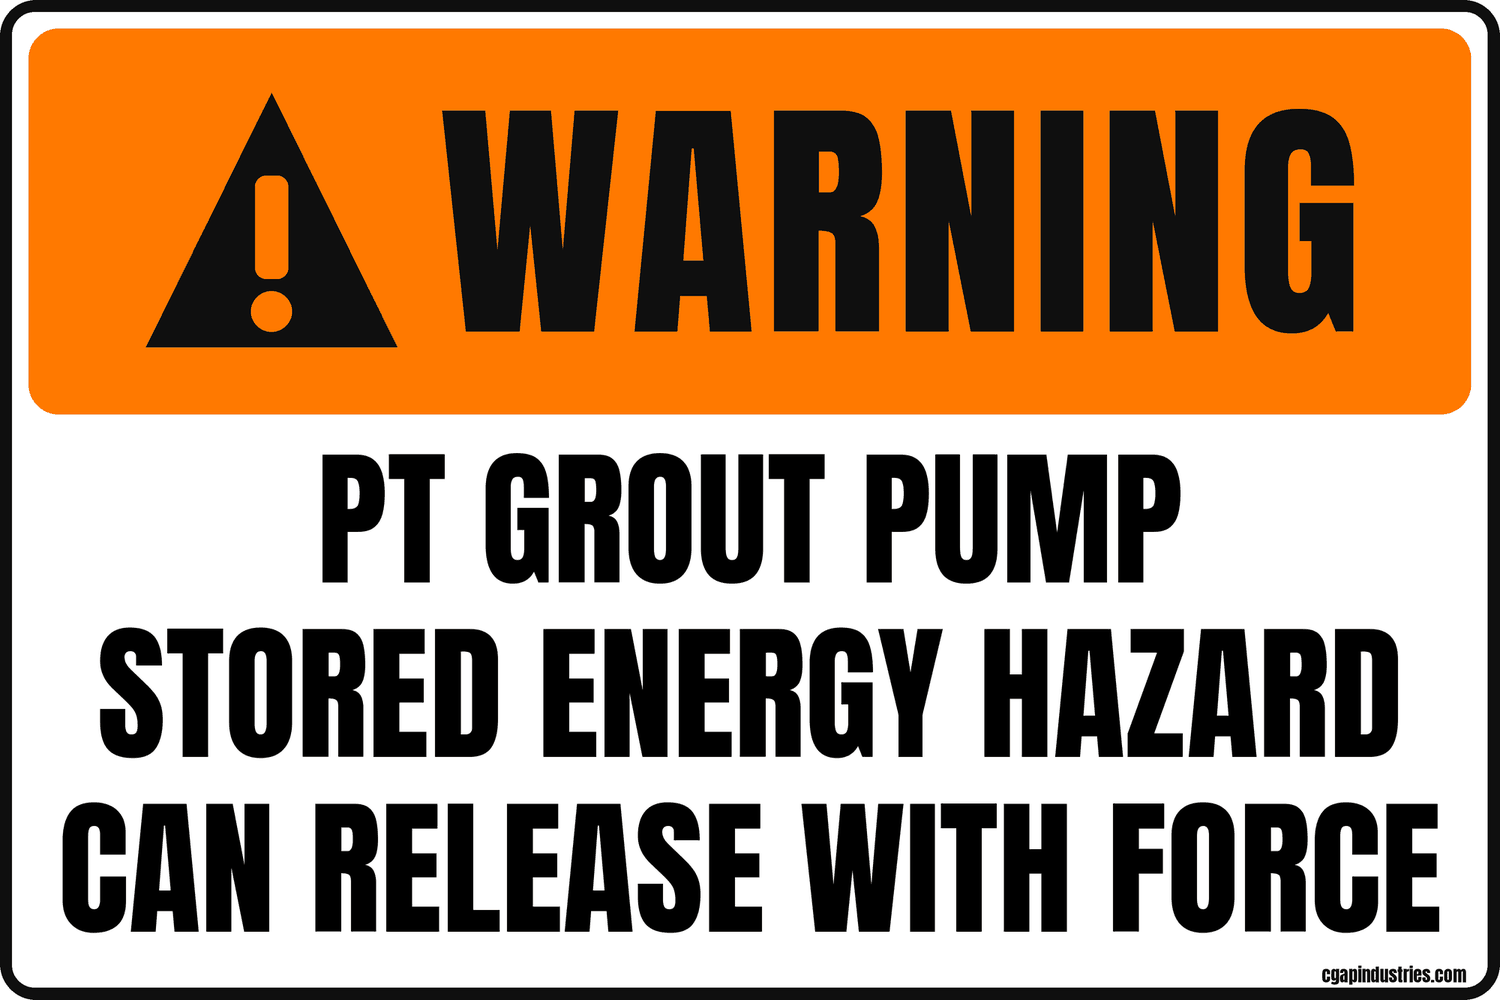 WARNING
PT GROUT PUMP
STORED ENERGY HAZARD
CAN RELEASE WITH FORCE
cgapindustries.com